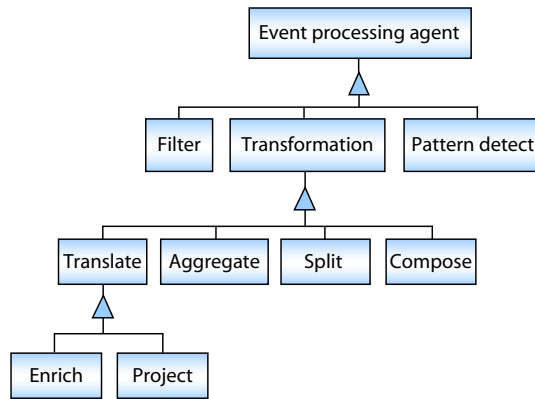 Event processing agent
Filter
Transformation
Pattern detect
Translate
Aggregate
Split
Compose
Enrich
Project